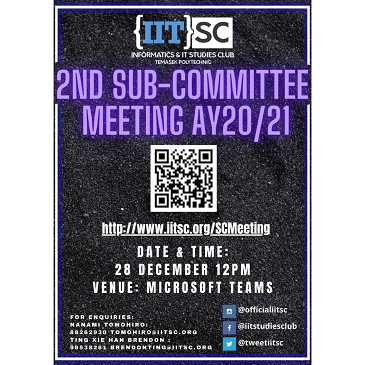 {IIT}SC
INFORMATICS & IT STUDIES CLUB
TEMASEK POLYTECHNIC
2ND SUB-COMMITTEE
MEETING AY20/21
http://www.iitsc.org/SCMeeting
DATE & TIME:
28 DECEMBER 12PM
VENUE: MICROSOFT TEAMS
FOR ENQUIRIES:
NANAMI TOMOHIRO:
88262930 TOMOHIRO@IITSC.ORG
TING XIE HAN BRENDON :
96538261 BRENDONTING@IITSC.ORG
@officialiitsc
@iitstudiesclub
@tweetiitsc